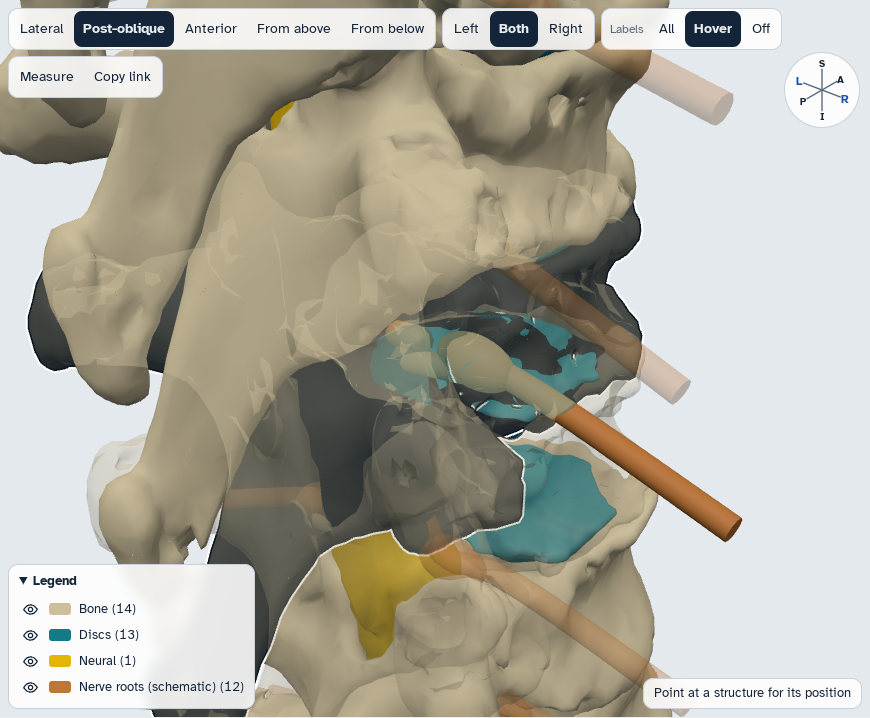 Lateral Post-oblique Anterior From above From below Left Both Right Labels All Hover Off
Measure Copy link
S
L A
P R
I
▼ Legend
Bone (14)
Discs (13)
Neural (1)
Nerve roots (schematic) (12)
Point at a structure for its position